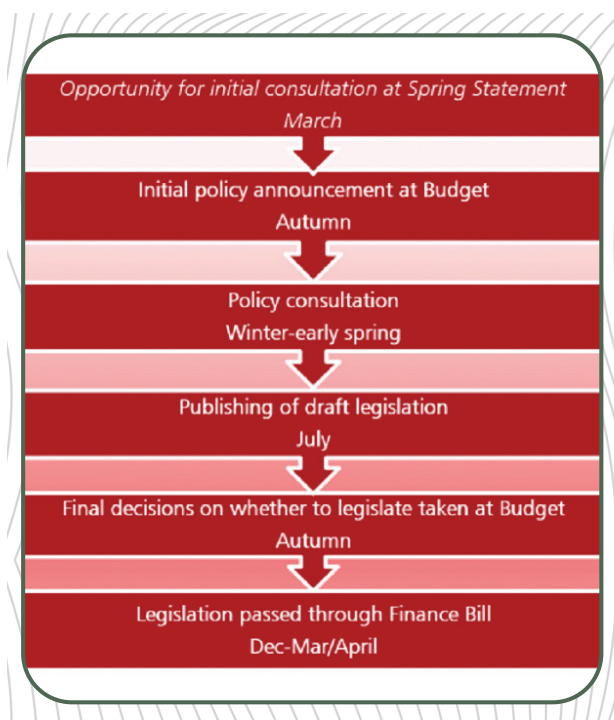 Opportunity for initial consultation at Spring Statement
March
Initial policy announcement at Budget
Autumn
Policy consultation
Winter-early spring
Publishing of draft legislation
July
Final decisions on whether to legislate taken at Budget
Autumn
Legislation passed through Finance Bill
Dec-Mar/April